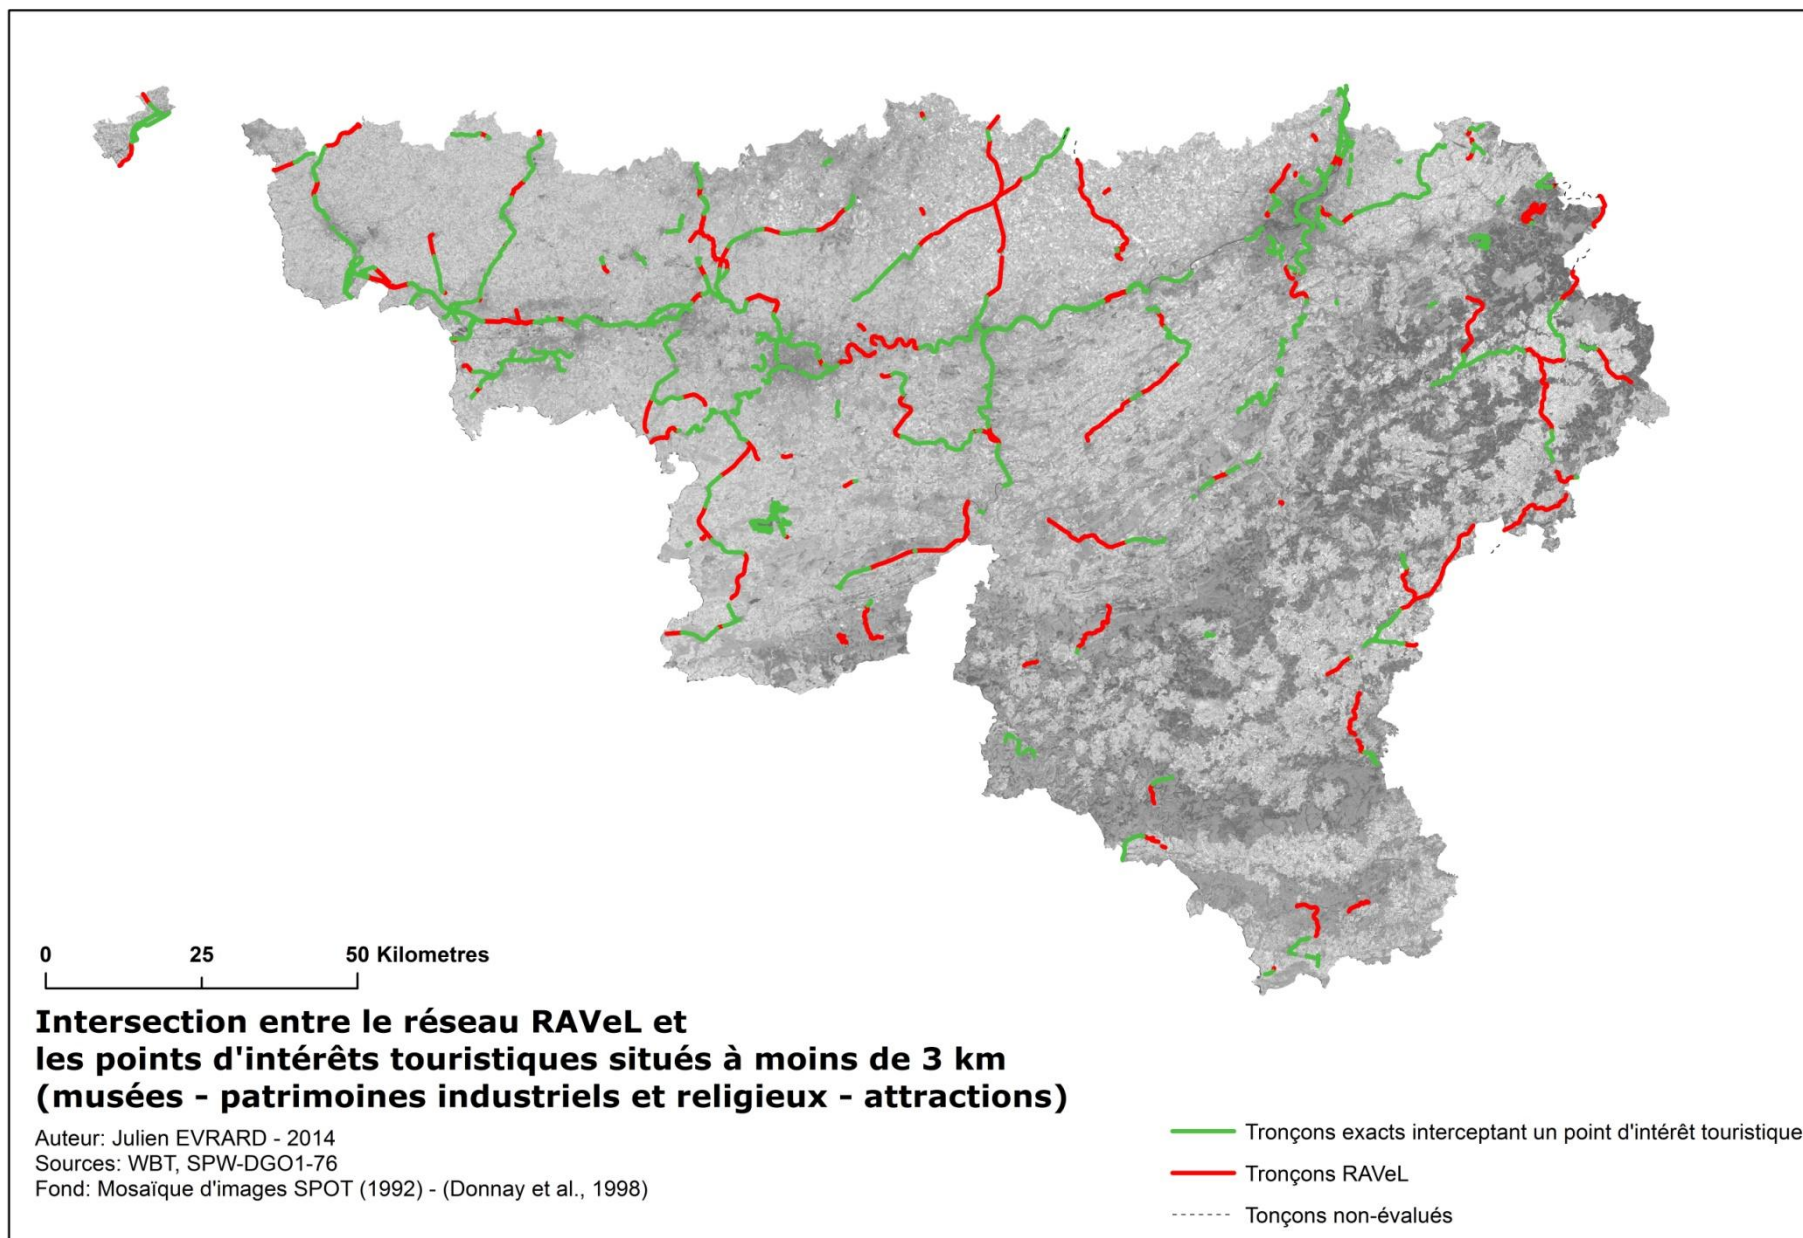 0 25 50 Kilometres
Intersection entre le réseau RAVeL et
les points d'intérêts touristiques situés à moins de 3 km
(musées - patrimoines industriels et religieux - attractions)
Auteur: Julien EVRARD - 2014
Sources: WBT, SPW-DGO1-76
Fond: Mosaïque d'images SPOT (1992) - (Donnay et al., 1998)
Tronçons exacts interceptant un point d'intérêt touristique
Tronçons RAVeL
Tonçons non-évalués